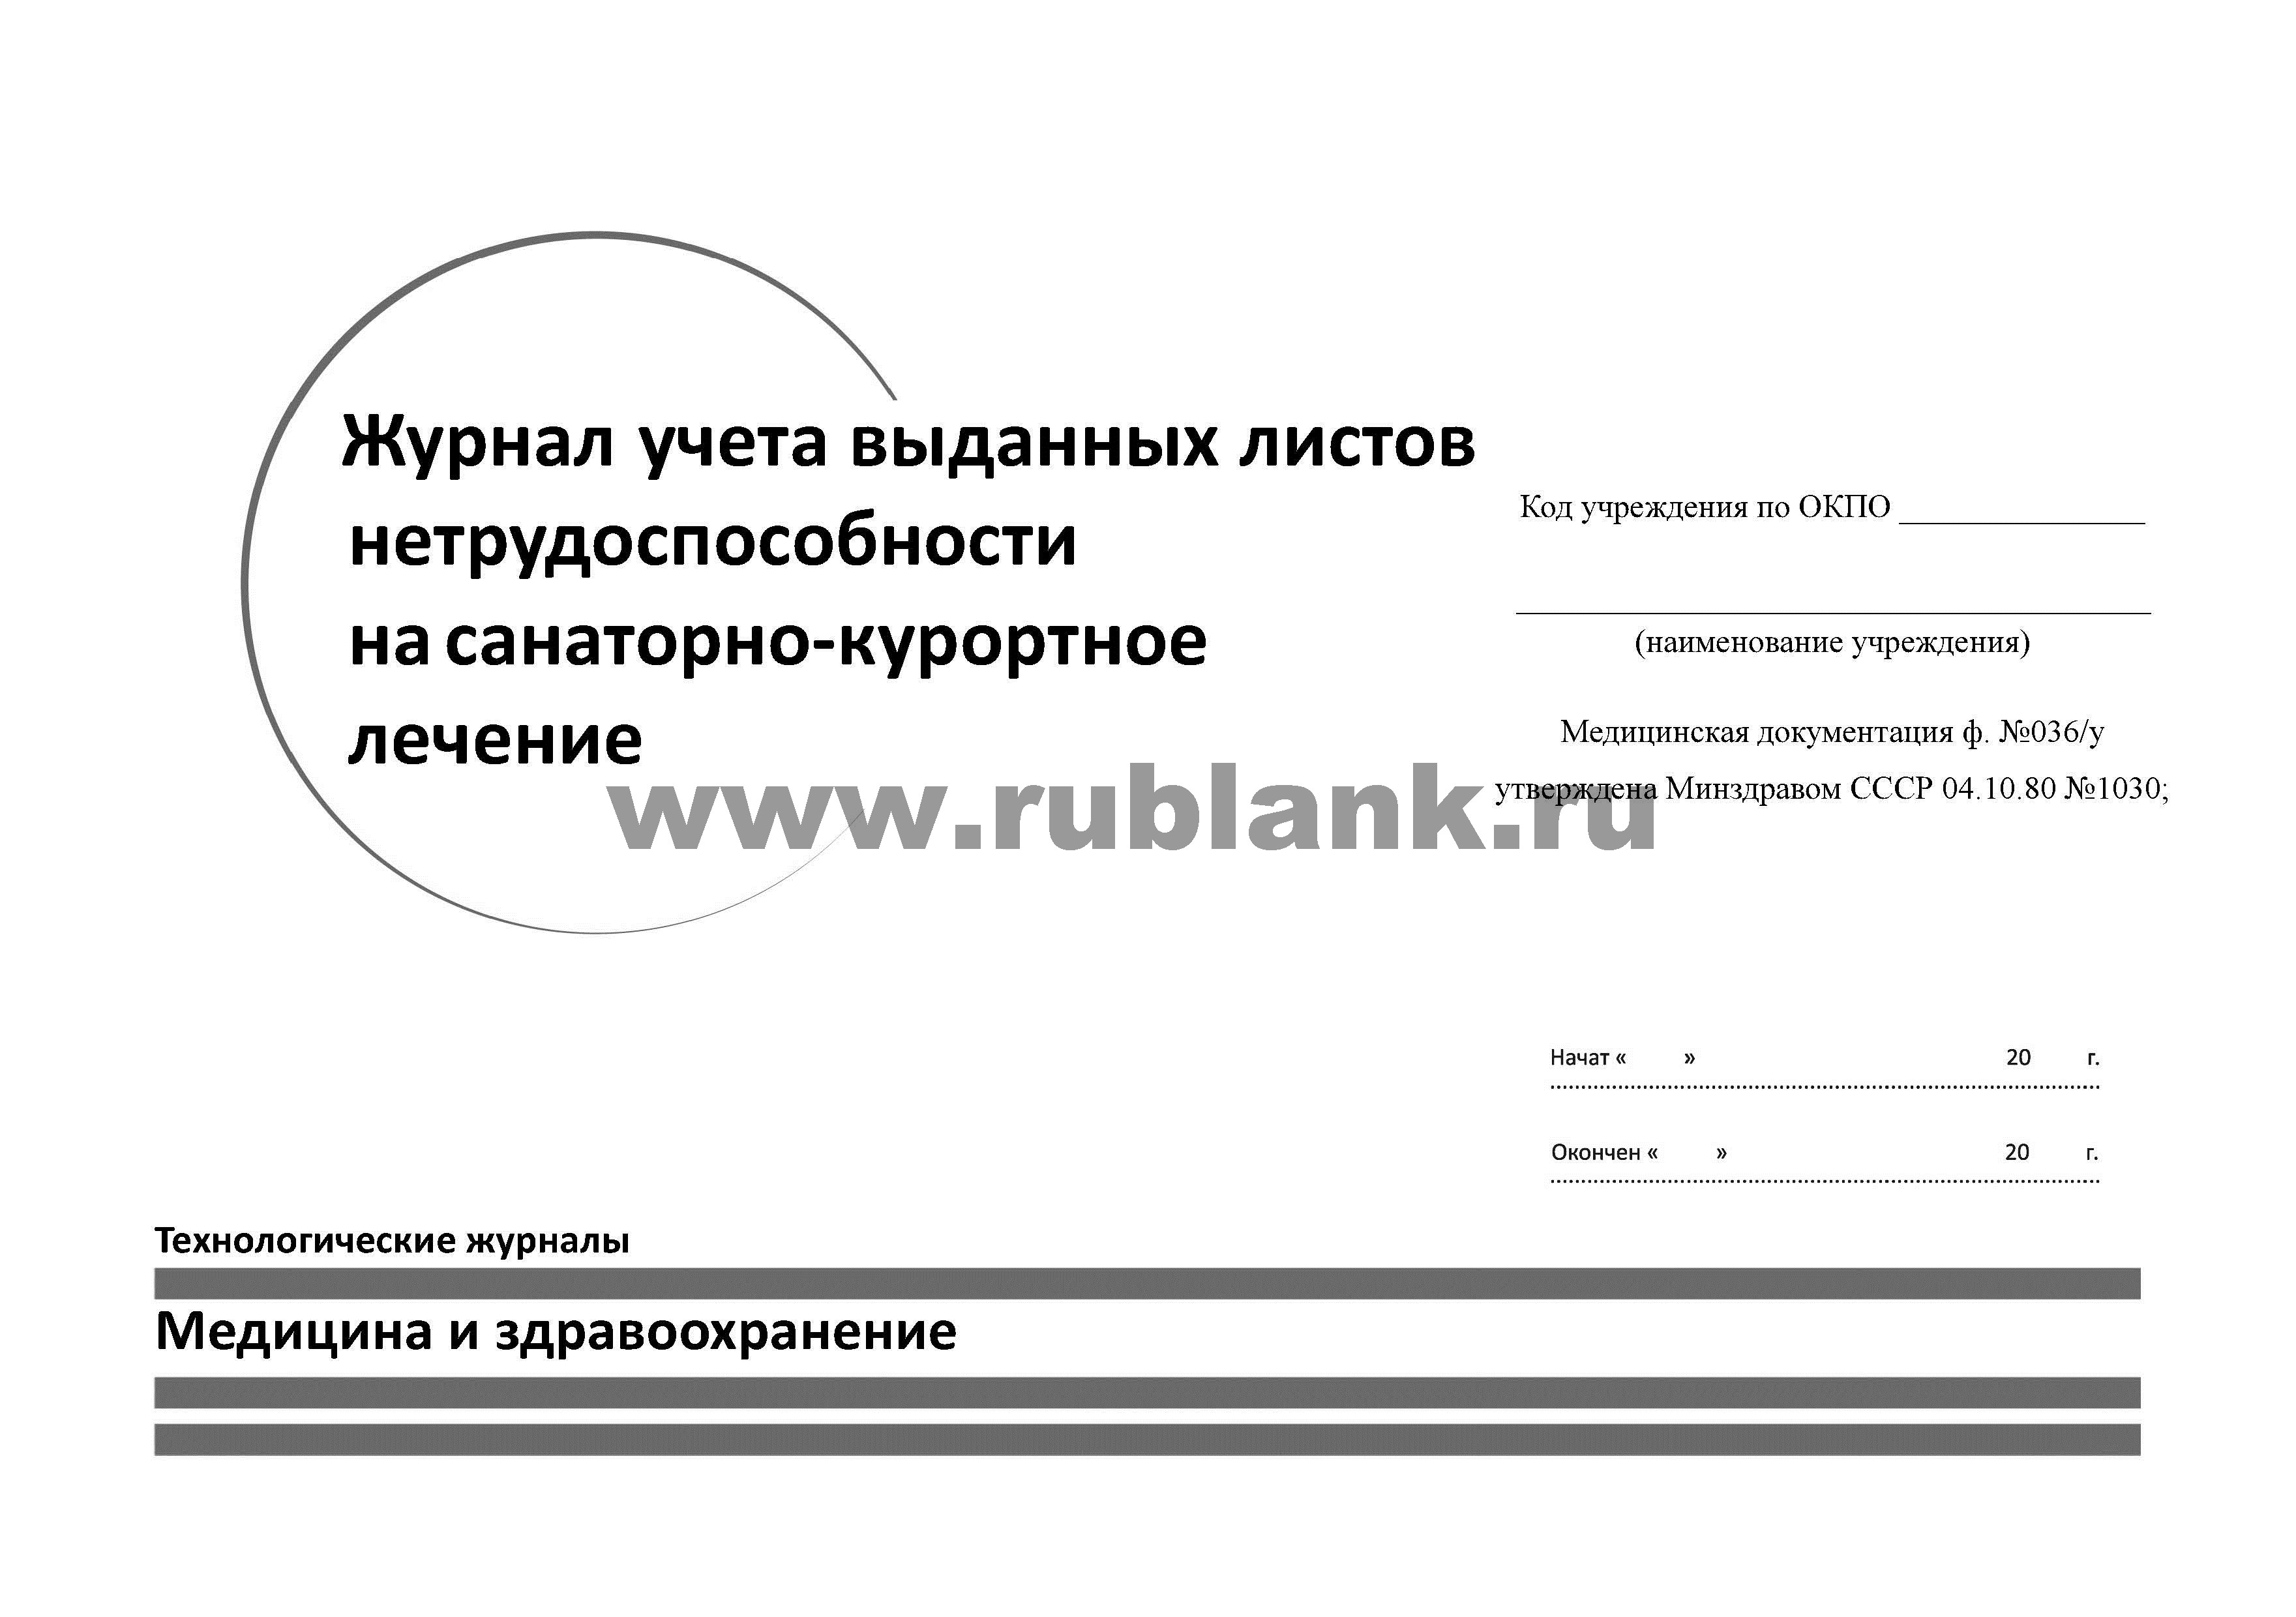 Журнал учета выданных листов
нетрудоспособности
на санаторно-курортное
лечение
Код учреждения по ОКПО _______________
(наименование учреждения)
Медицинская документация ф. №036/у
утверждена Минздравом СССР 04.10.80 №1030;
www.rublank.ru
Начат « » 20 г.
Окончен « » 20 г.
Технологические журналы
Медицина и здравоохранение